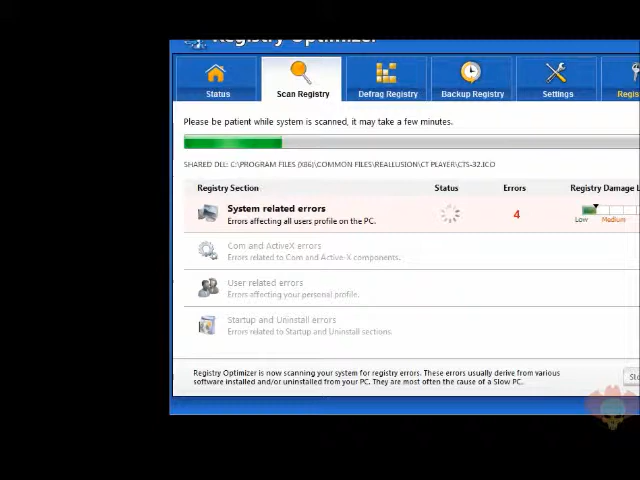 Registry Optimizer
Status
Scan Registry
Defrag Registry
Backup Registry
Settings
Please be patient while system is scanned, it may take a few minutes.
SHARED DLL: C:\PROGRAM FILES (X86)\COMMON FILES\REALLUSION\CT PLAYER\CTS-32.ICO
Registry Section Status Errors Registry Damage
System related errors
Errors affecting all users profile on the PC.
4
Low Medium
Com and ActiveX errors
Errors related to Com and Active-X components.
User related errors
Errors affecting your personal profile.
Startup and Uninstall errors
Errors related to Startup and Uninstall sections.
Registry Optimizer is now scanning your system for registry errors. These errors usually derive from various
software installed and/or uninstalled from your PC. They are most often the cause of a Slow PC.